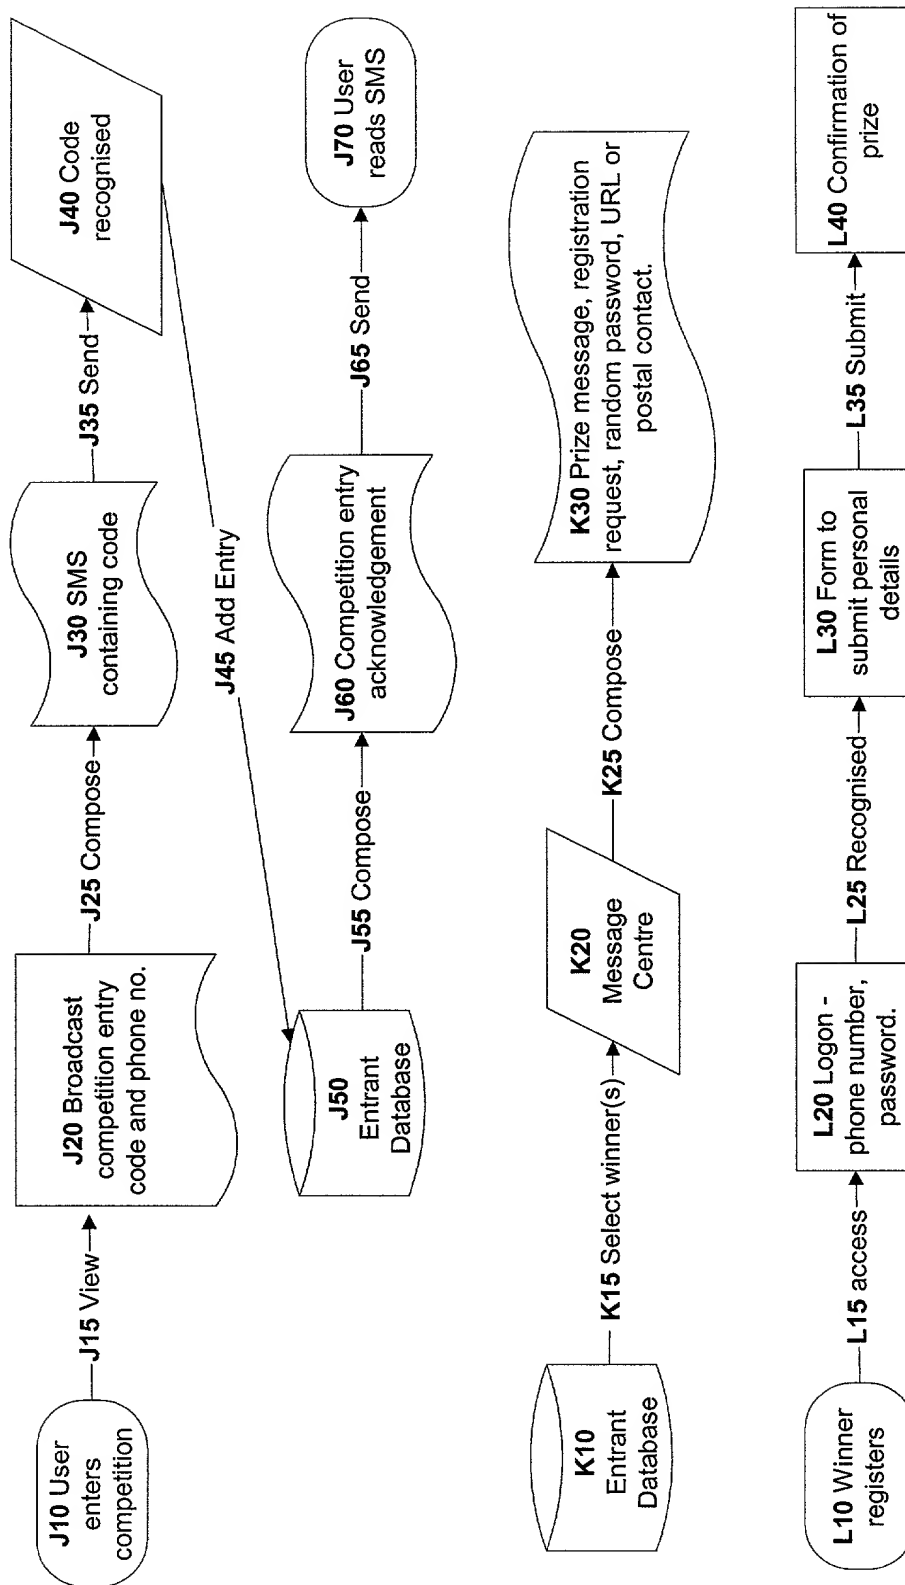 J10 User
enters
competition
J15 View
J20 Broadcast
competition entry
code and phone no.
J25 Compose
J30 SMS
containing code
J35 Send
J40 Code
recognised
J45 Add Entry
J50
Entrant
Database
J55 Compose
J60 Competition entry
acknowledgement
J65 Send
J70 User
reads SMS
K10
Entrant
Database
K15 Select winner(s)
K20
Message
Centre
K25 Compose
K30 Prize message, registration
request, random password, URL or
postal contact.
L10 Winner
registers
L15 access
L20 Logon -
phone number,
password.
L25 Recognised
L30 Form to
submit personal
details
L35 Submit
L40 Confirmation of
prize